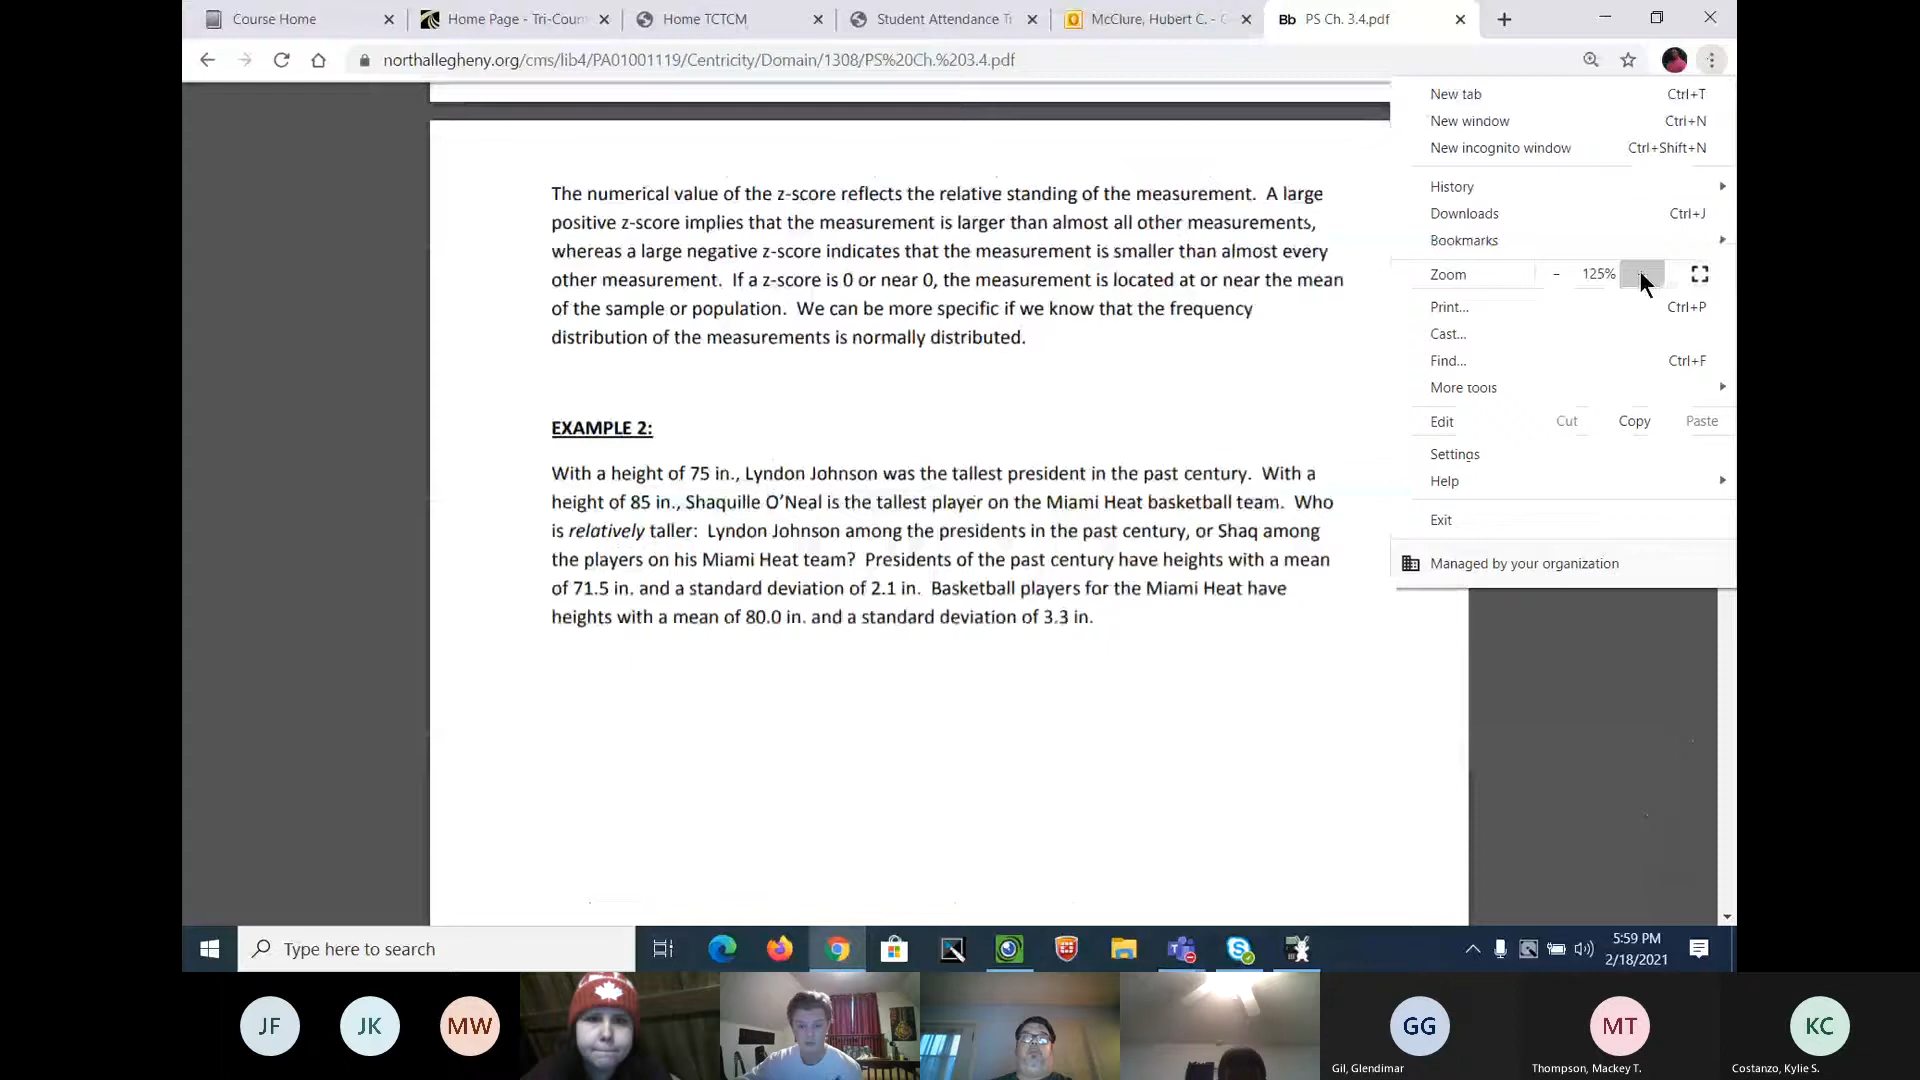 Course Home
Home Page - Tri-Coun
Home TCTCM
Student Attendance T
McClure, Hubert C. -
Bb PS Ch. 3.4.pdf
northallegheny.org/cms/lib4/PA01001119/Centricity/Domain/1308/PS%20Ch.%203.4.pdf
New tab Ctrl+T
New window Ctrl+N
New incognito window Ctrl+Shift+N
History
Downloads Ctrl+J
Bookmarks
Zoom - 125%
Print... Ctrl+P
Cast...
Find... Ctrl+F
More tools
Edit Cut Copy Paste
Settings
Help
Exit
Managed by your organization
The numerical value of the z-score reflects the relative standing of the measurement. A large
positive z-score implies that the measurement is larger than almost all other measurements,
whereas a large negative z-score indicates that the measurement is smaller than almost every
other measurement. If a z-score is 0 or near 0, the measurement is located at or near the mean
of the sample or population. We can be more specific if we know that the frequency
distribution of the measurements is normally distributed.
EXAMPLE 2:
With a height of 75 in., Lyndon Johnson was the tallest president in the past century. With a
height of 85 in., Shaquille O'Neal is the tallest player on the Miami Heat basketball team. Who
is relatively taller: Lyndon Johnson among the presidents in the past century, or Shaq among
the players on his Miami Heat team? Presidents of the past century have heights with a mean
of 71.5 in. and a standard deviation of 2.1 in. Basketball players for the Miami Heat have
heights with a mean of 80.0 in. and a standard deviation of 3.3 in.
Type here to search
5:59 PM
2/18/2021
JF
JK
MW
GG
MT
KC
Gil, Glendimar
Thompson, Mackey T.
Costanzo, Kylie S.